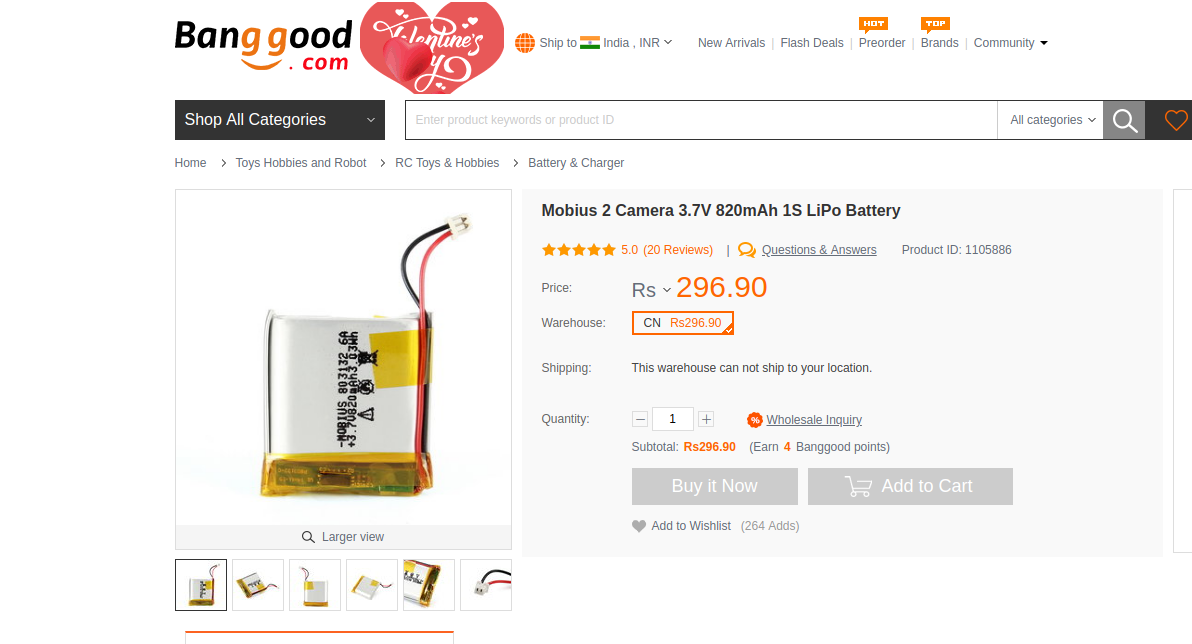 Banggood
.com
Valentine's
Day
Ship to India , INR
New Arrivals | Flash Deals | Preorder | Brands | Community
HOT
TOP
Shop All Categories
Enter product keywords or product ID
All categories
Home > Toys Hobbies and Robot > RC Toys & Hobbies > Battery & Charger
Mobius 2 Camera 3.7V 820mAh 1S LiPo Battery
5.0 (20 Reviews) | Questions & Answers Product ID: 1105886
Price: Rs 296.90
Warehouse: CN Rs296.90
Shipping: This warehouse can not ship to your location.
Quantity: − 1 + % Wholesale Inquiry
Subtotal: Rs296.90 (Earn 4 Banggood points)
Buy it Now
Add to Cart
Add to Wishlist (264 Adds)
-MOBIUS 803132 6A
+3.7V820mAh3.03Wh
Larger view